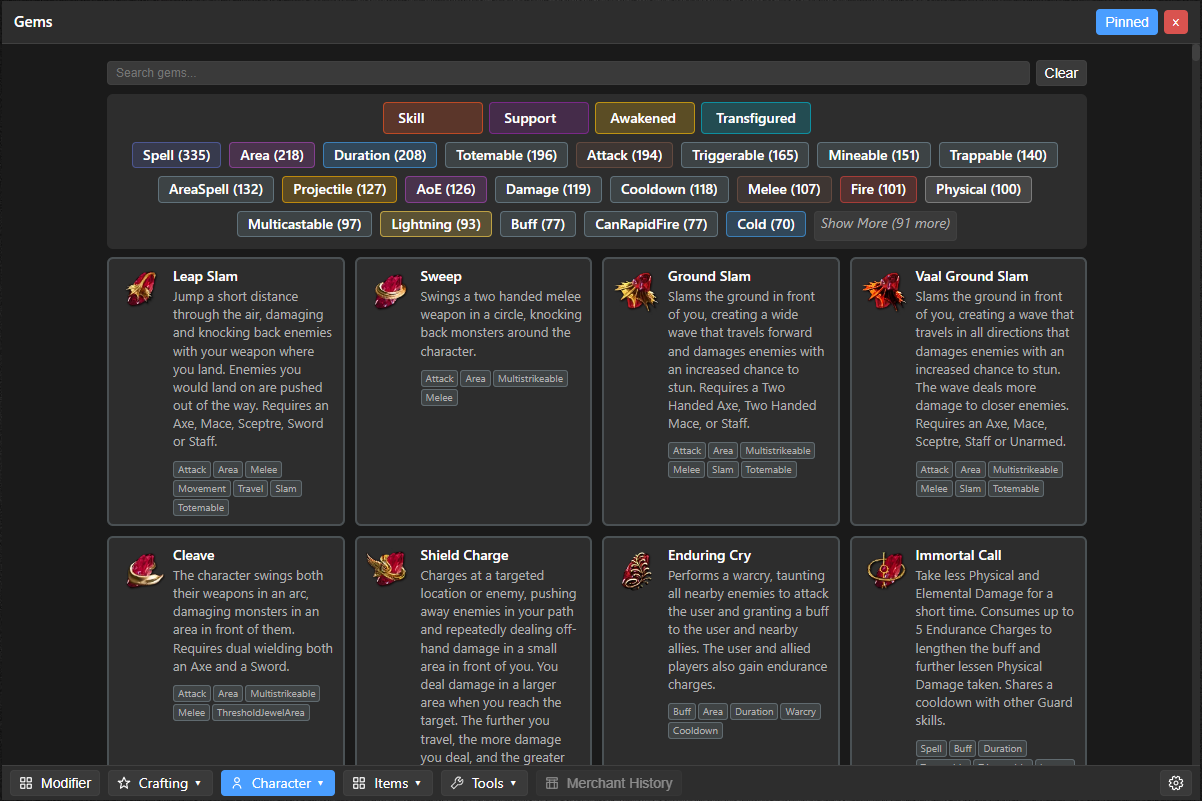 Gems
Pinned
x
Search gems...
Clear
Skill Support Awakened Transfigured
Spell (335) Area (218) Duration (208) Totemable (196) Attack (194) Triggerable (165) Mineable (151) Trappable (140)
AreaSpell (132) Projectile (127) AoE (126) Damage (119) Cooldown (118) Melee (107) Fire (101) Physical (100)
Multicastable (97) Lightning (93) Buff (77) CanRapidFire (77) Cold (70) Show More (91 more)
Leap Slam
Jump a short distance
through the air, damaging
and knocking back enemies
with your weapon where
you land. Enemies you
would land on are pushed
out of the way. Requires an
Axe, Mace, Sceptre, Sword
or Staff.
Attack Area Melee
Movement Travel Slam
Totemable
Sweep
Swings a two handed melee
weapon in a circle, knocking
back monsters around the
character.
Attack Area Multistrikeable
Melee
Ground Slam
Slams the ground in front
of you, creating a wide
wave that travels forward
and damages enemies with
an increased chance to
stun. Requires a Two
Handed Axe, Two Handed
Mace, or Staff.
Attack Area Multistrikeable
Melee Slam Totemable
Vaal Ground Slam
Slams the ground in front
of you, creating a wave that
travels in all directions that
damages enemies with an
increased chance to stun.
The wave deals more
damage to closer enemies.
Requires an Axe, Mace,
Sceptre, Staff or Unarmed.
Attack Area Multistrikeable
Melee Slam Totemable
Cleave
The character swings both
their weapons in an arc,
damaging monsters in an
area in front of them.
Requires dual wielding both
an Axe and a Sword.
Attack Area Multistrikeable
Melee ThresholdJewelArea
Shield Charge
Charges at a targeted
location or enemy, pushing
away enemies in your path
and repeatedly dealing off-
hand damage in a small
area in front of you. You
deal damage in a larger
area when you reach the
target. The further you
travel, the more damage
you deal, and the greater
Enduring Cry
Performs a warcry, taunting
all nearby enemies to attack
the user and granting a buff
to the user and nearby
allies. The user and allied
players also gain endurance
charges.
Buff Area Duration Warcry
Cooldown
Immortal Call
Take less Physical and
Elemental Damage for a
short time. Consumes up to
5 Endurance Charges to
lengthen the buff and
further lessen Physical
Damage taken. Shares a
cooldown with other Guard
skills.
Spell Buff Duration
Modifier Crafting Character Items Tools Merchant History